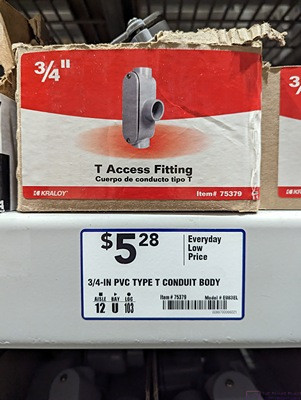 3/4"
T Access Fitting
Cuerpo de conducto tipo T
KRALOY
Item# 75379
$5.28
Everyday
Low
Price
3/4-IN PVC TYPE T CONDUIT BODY
AISLE BAY LOC
12 U 103
Item # 75379 Model #